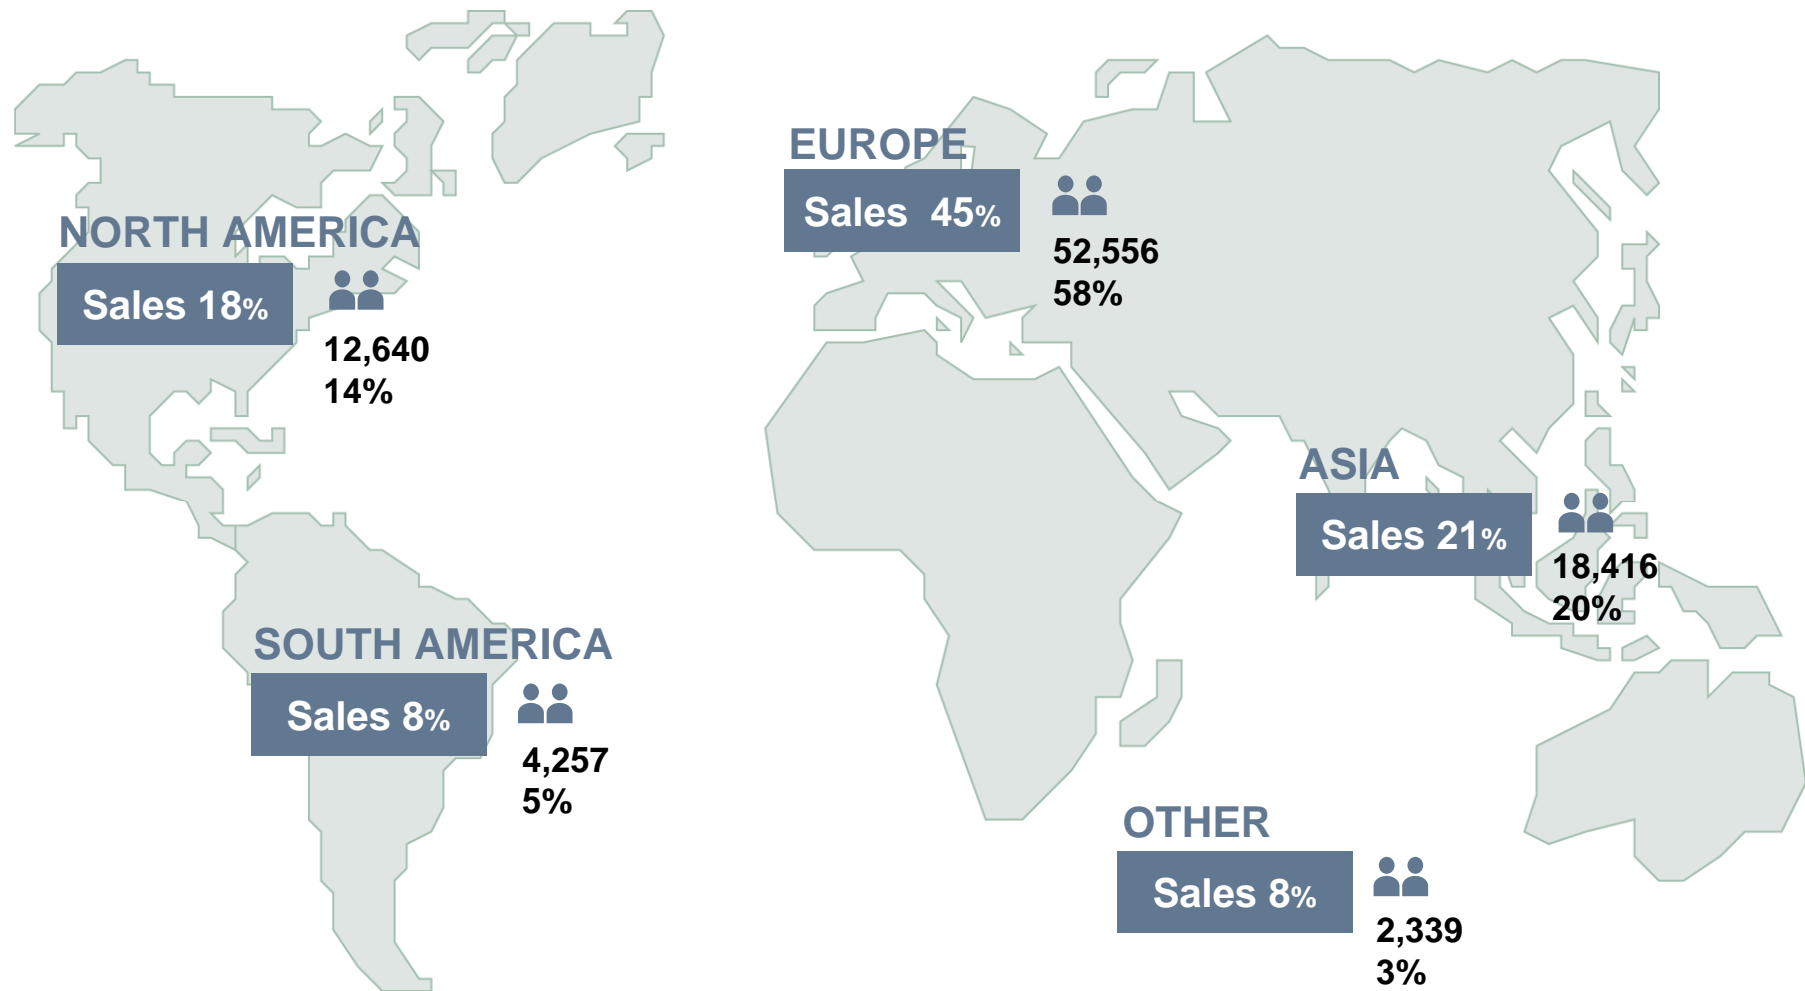 EUROPE
Sales 45%
52,556
58%
NORTH AMERICA
Sales 18%
12,640
14%
ASIA
Sales 21%
18,416
20%
SOUTH AMERICA
Sales 8%
4,257
5%
OTHER
Sales 8%
2,339
3%